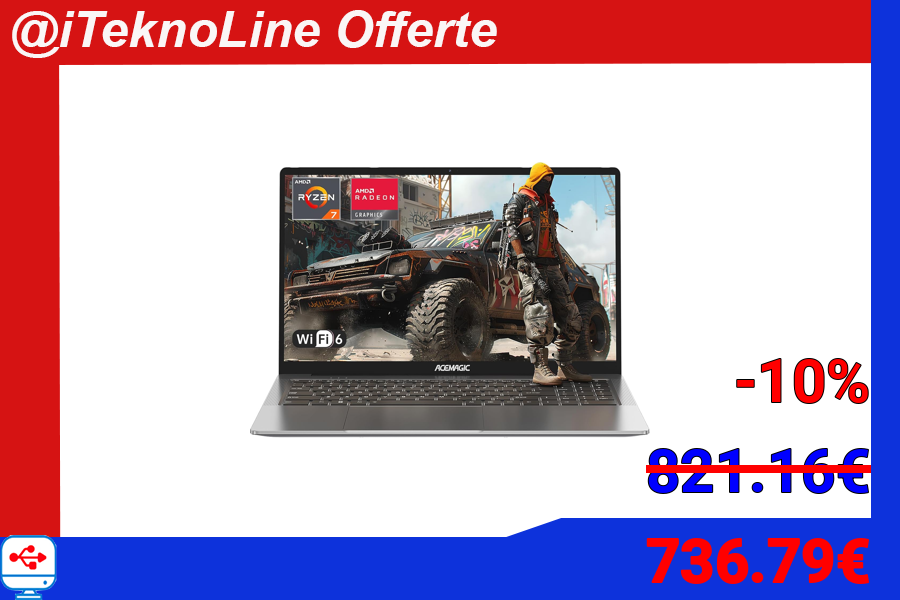 @iTeknoLine Offerte
AMD
RYZEN
7
AMD
RADEON
GRAPHICS
WiFi 6
ACEMAGIC
-10%
821.16€
736.79€